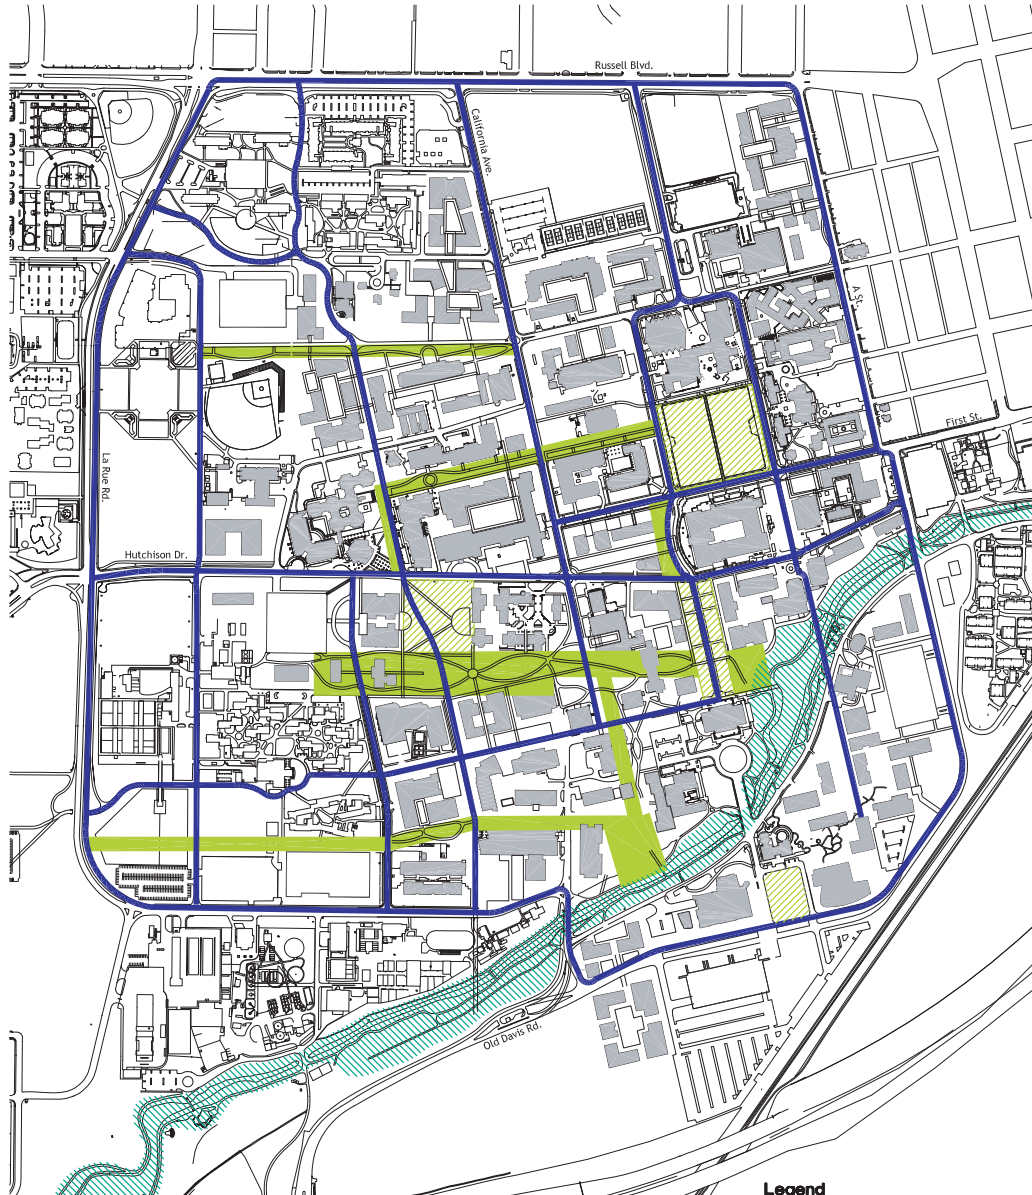 Russell Blvd.
California Ave.
A St.
First St.
La Rue Rd.
Hutchison Dr.
Old Davis Rd.
Legend